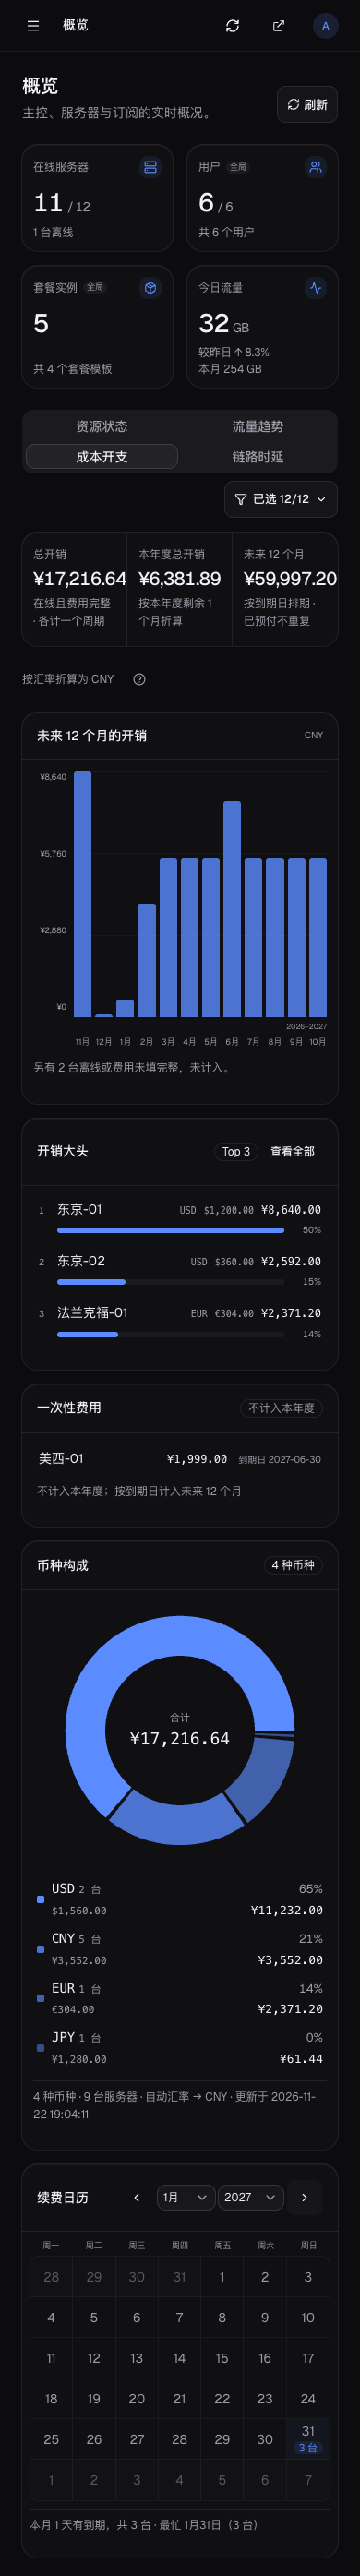 概览
A
概览
主控、服务器与订阅的实时概况。
刷新
在线服务器
11 / 12
1 台离线
用户 全局
6 / 6
共 6 个用户
套餐实例 全局
5
共 4 个套餐模板
今日流量
32 GB
较昨日 ↑ 8.3%
本月 254 GB
资源状态
流量趋势
成本开支
链路时延
已选 12/12
总开销
¥17,216.64
在线且费用完整
· 各计一个周期
本年度总开销
¥6,381.89
按本年度剩余 1
个月折算
未来 12 个月
¥59,997.20
按到期日排期 ·
已预付不重复
按汇率折算为 CNY
未来 12 个月的开销
CNY
¥8,640
¥5,760
¥2,880
¥0
2026-2027
11月 12月 1月 2月 3月 4月 5月 6月 7月 8月 9月 10月
另有 2 台离线或费用未填完整，未计入。
开销大头
Top 3
查看全部
1 东京-01 USD $1,200.00 ¥8,640.00
50%
2 东京-02 USD $360.00 ¥2,592.00
15%
3 法兰克福-01 EUR €304.00 ¥2,371.20
14%
一次性费用
不计入本年度
美西-01 ¥1,999.00 到期日 2027-06-30
不计入本年度；按到期日计入未来 12 个月
币种构成
4 种币种
合计
¥17,216.64
USD 2 台 65%
$1,560.00 ¥11,232.00
CNY 5 台 21%
¥3,552.00 ¥3,552.00
EUR 1 台 14%
€304.00 ¥2,371.20
JPY 1 台 0%
¥1,280.00 ¥61.44
4 种币种 · 9 台服务器 · 自动汇率 → CNY · 更新于 2026-11-
22 19:04:11
续费日历
1月
2027
周一 周二 周三 周四 周五 周六 周日
28 29 30 31 1 2 3
4 5 6 7 8 9 10
11 12 13 14 15 16 17
18 19 20 21 22 23 24
25 26 27 28 29 30 31
3 台
1 2 3 4 5 6 7
本月 1 天有到期，共 3 台 · 最忙 1月31日（3 台）